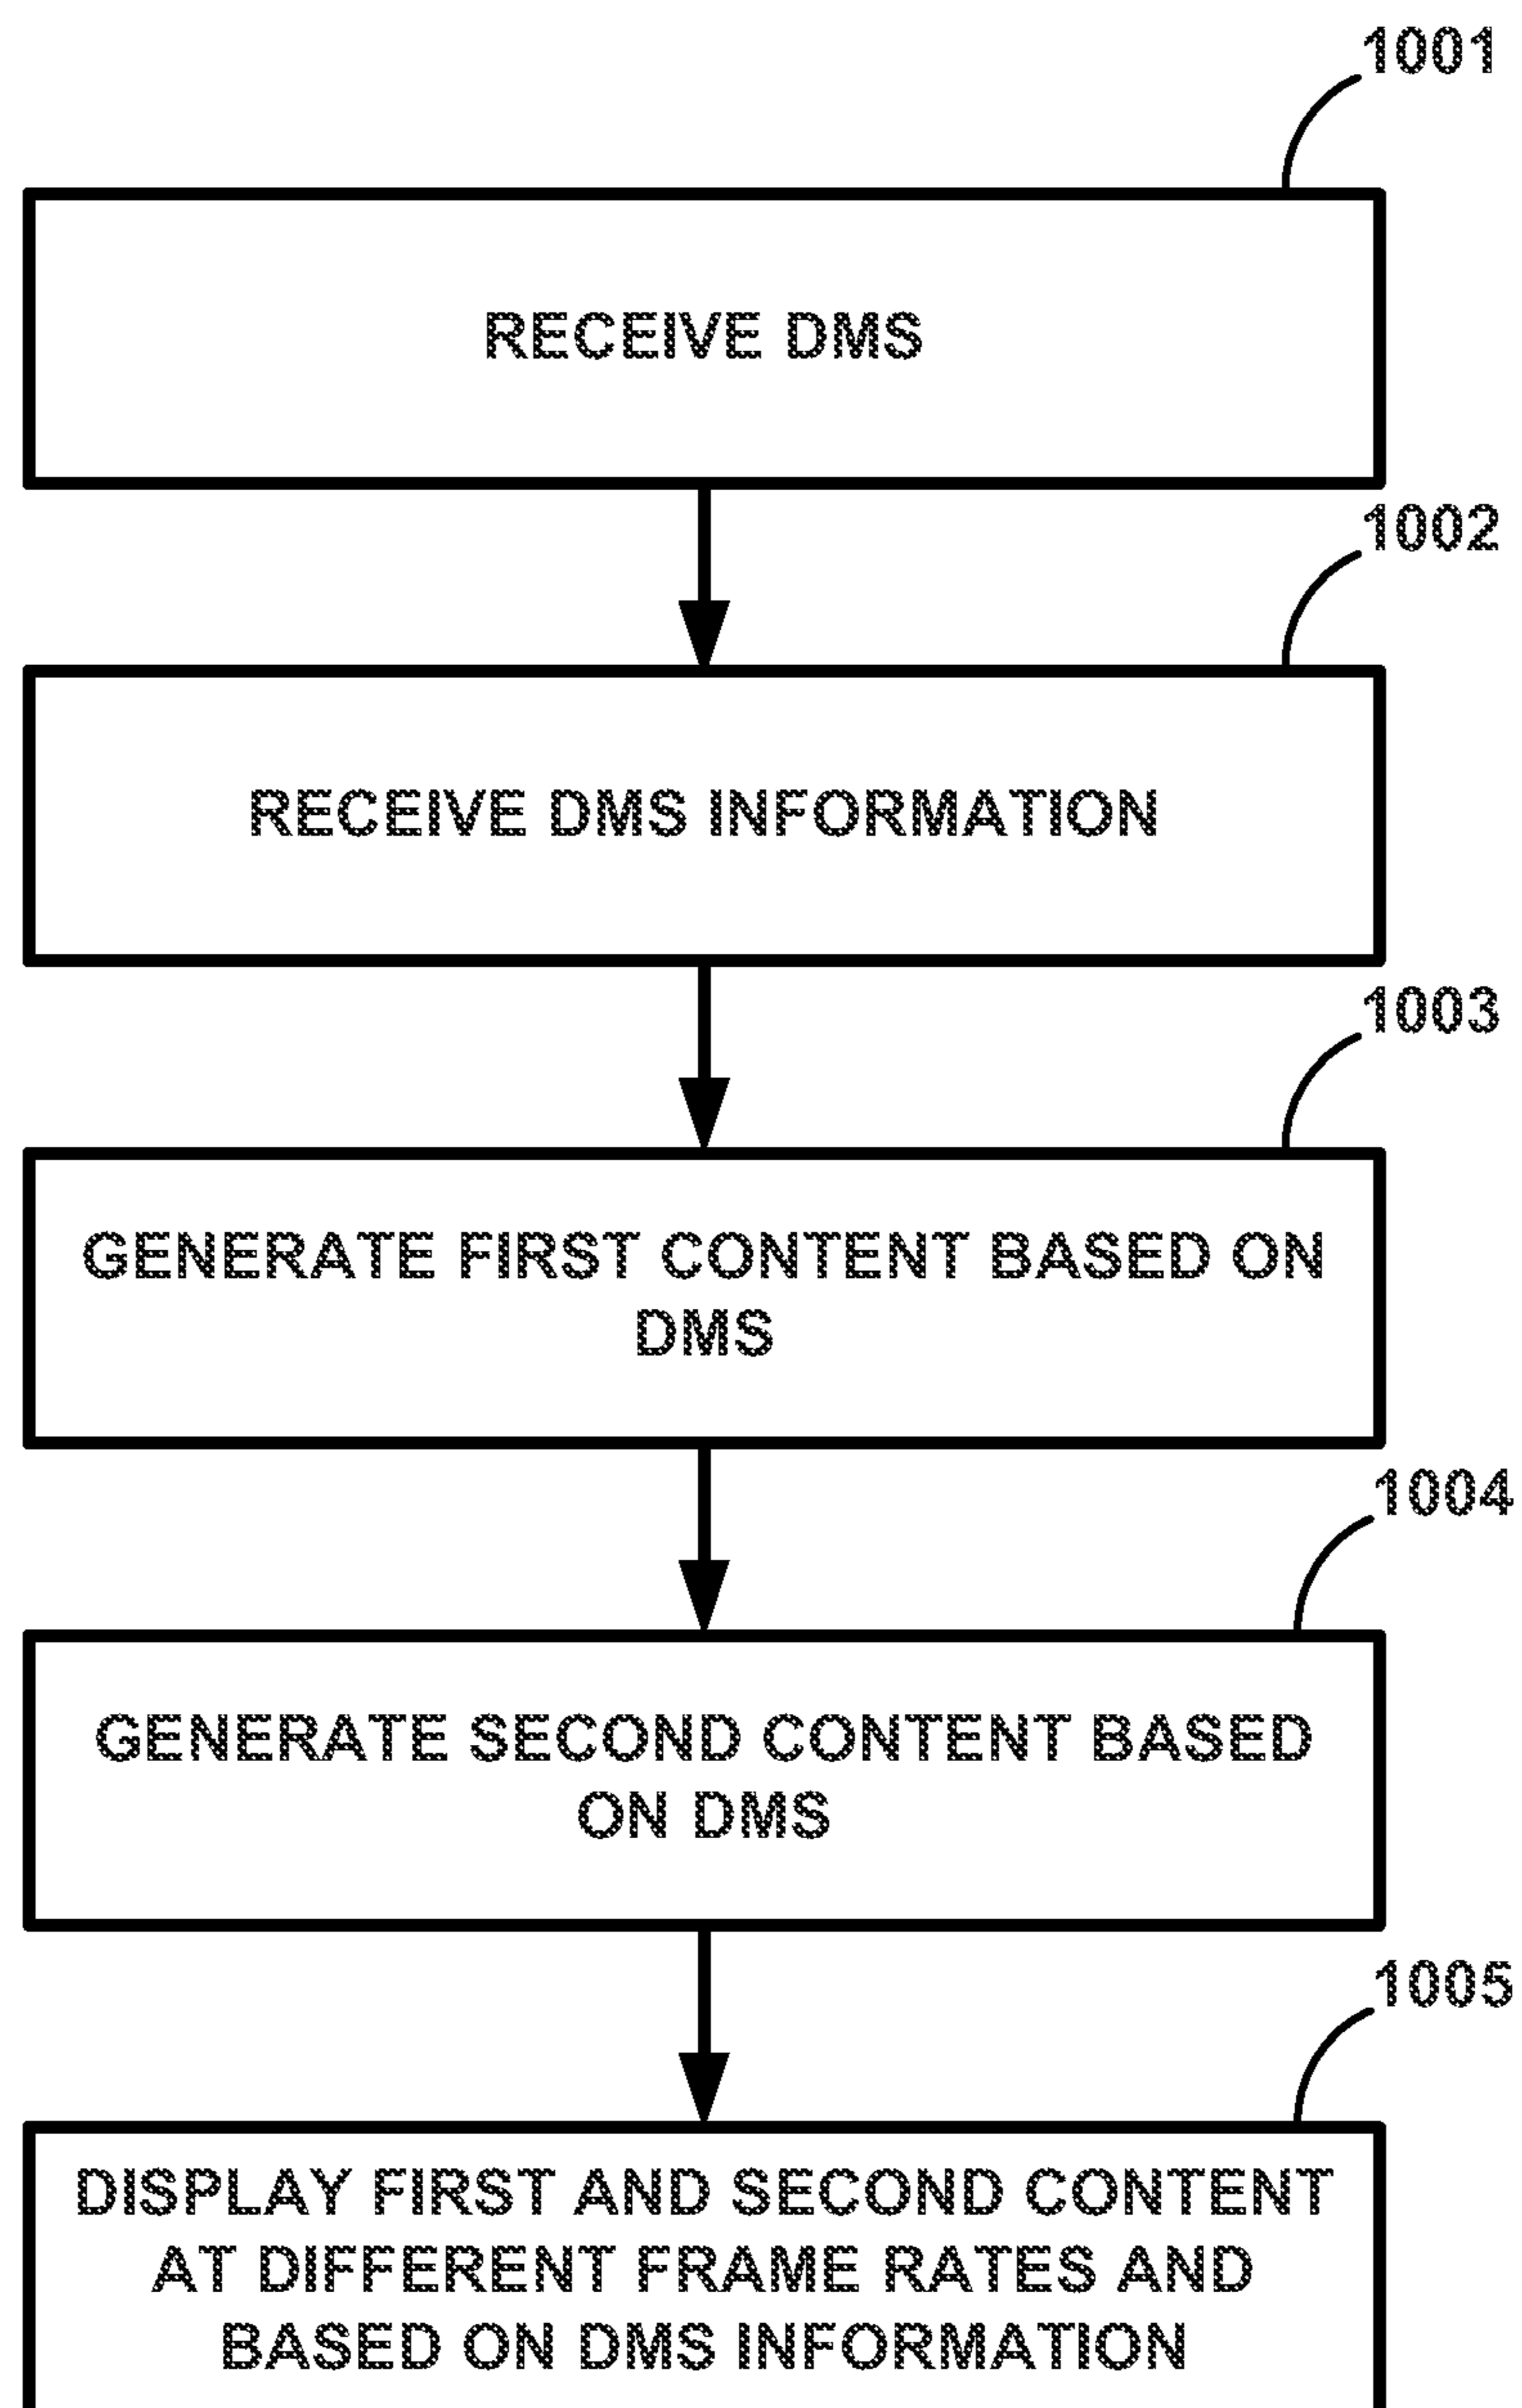 1001
RECEIVE DMS
1002
RECEIVE DMS INFORMATION
1003
GENERATE FIRST CONTENT BASED ON
DMS
1004
GENERATE SECOND CONTENT BASED
ON DMS
1005
DISPLAY FIRST AND SECOND CONTENT
AT DIFFERENT FRAME RATES AND
BASED ON DMS INFORMATION